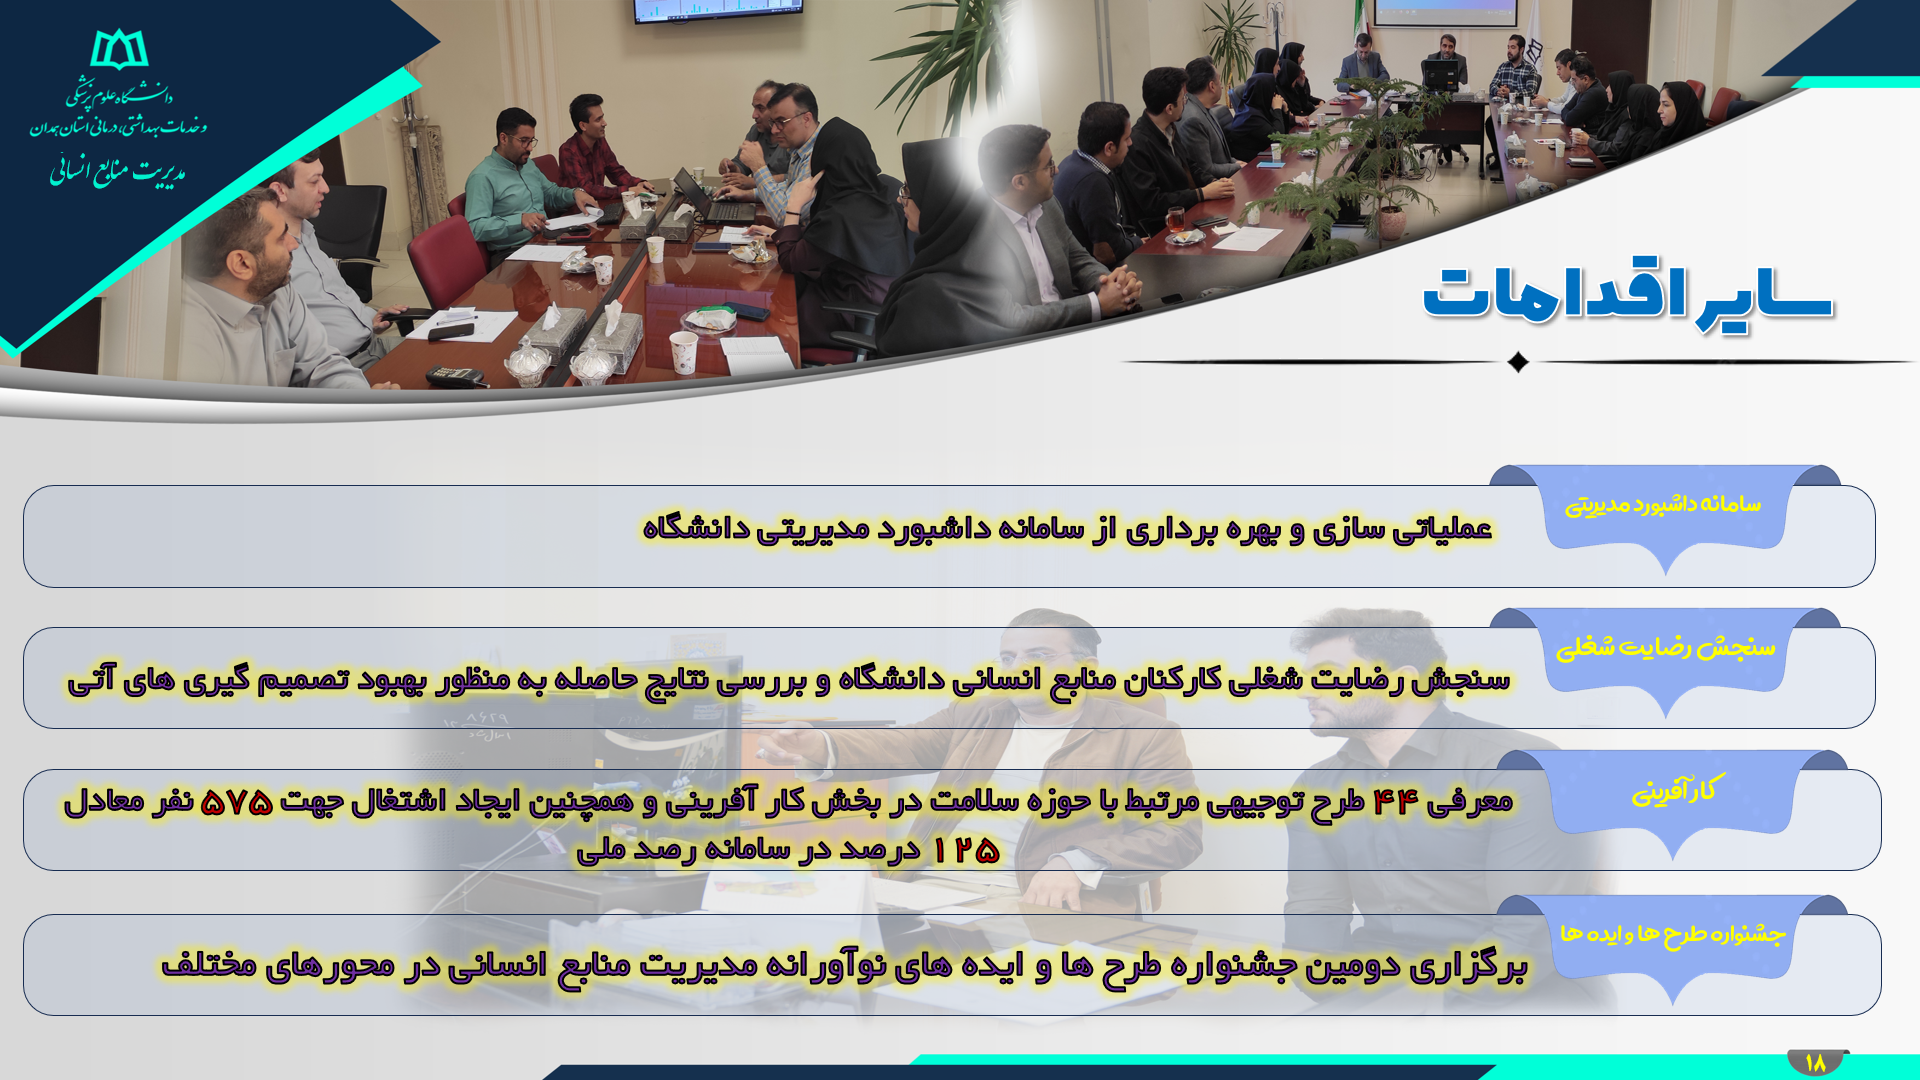 دانشگاه علوم پزشکی
و خدمات بهداشتی، درمانی استان همدان
مدیریت منابع انسانی
سایر اقدامات
سامانه داشبورد مدیریتی
عملیاتی سازی و بهره برداری از سامانه داشبورد مدیریتی دانشگاه
سنجش رضایت شغلی
سنجش رضایت شغلی کارکنان منابع انسانی دانشگاه و بررسی نتایج حاصله به منظور بهبود تصمیم گیری های آتی
کارآفرینی
معرفی ۴۴ طرح توجیهی مرتبط با حوزه سلامت در بخش کار آفرینی و همچنین ایجاد اشتغال جهت ۵۷۵ نفر معادل
۱۲۵ درصد در سامانه رصد ملی
جشنواره طرح ها و ایده ها
برگزاری دومین جشنواره طرح ها و ایده های نوآورانه مدیریت منابع انسانی در محورهای مختلف
۱۸